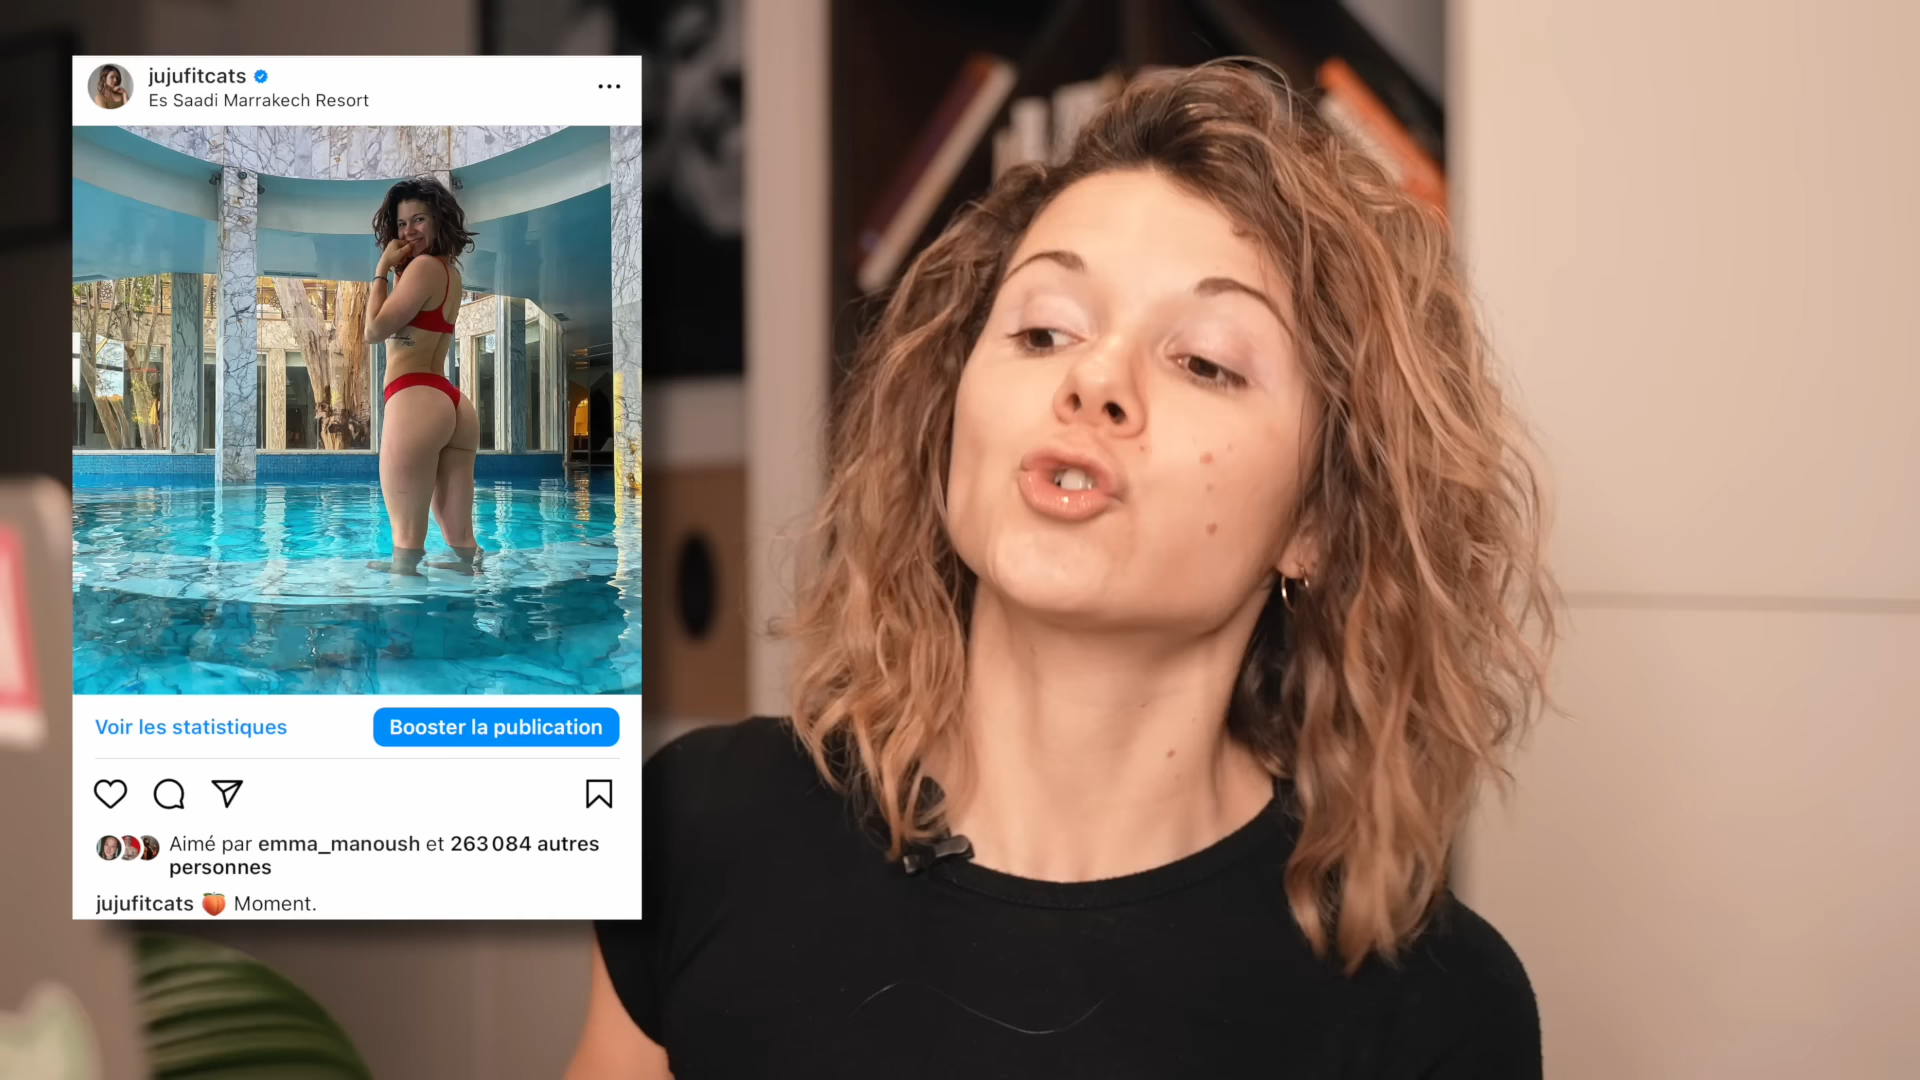 jujufitcats
Es Saadi Marrakech Resort
Voir les statistiques
Booster la publication
Aimé par emma_manoush et 263 084 autres
personnes
jujufitcats 🍑 Moment.